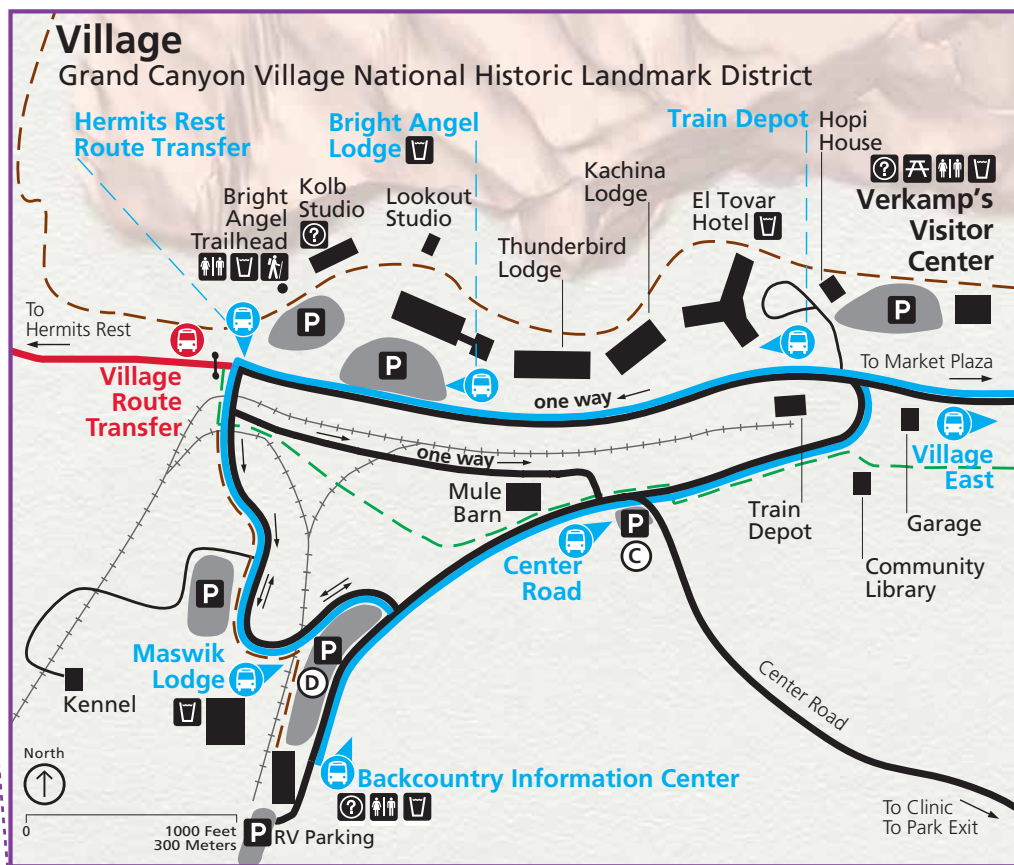 Village
Grand Canyon Village National Historic Landmark District
Hermits Rest
Route Transfer
Bright Angel
Lodge
Train Depot
Hopi
House
Bright
Angel
Trailhead
Kolb
Studio
?
Lookout
Studio
Kachina
Lodge
El Tovar
Hotel
?
Verkamp's
Visitor
Center
Thunderbird
Lodge
To
Hermits Rest
P
P
P
Village
Route
Transfer
one way
To Market Plaza
one way
Mule
Barn
Train
Depot
Garage
Village
East
Community
Library
Center
Road
P
C
P
Maswik
Lodge
P
D
Kennel
Center Road
North
Backcountry Information Center
?
0
1000 Feet
300 Meters
P RV Parking
To Clinic
To Park Exit